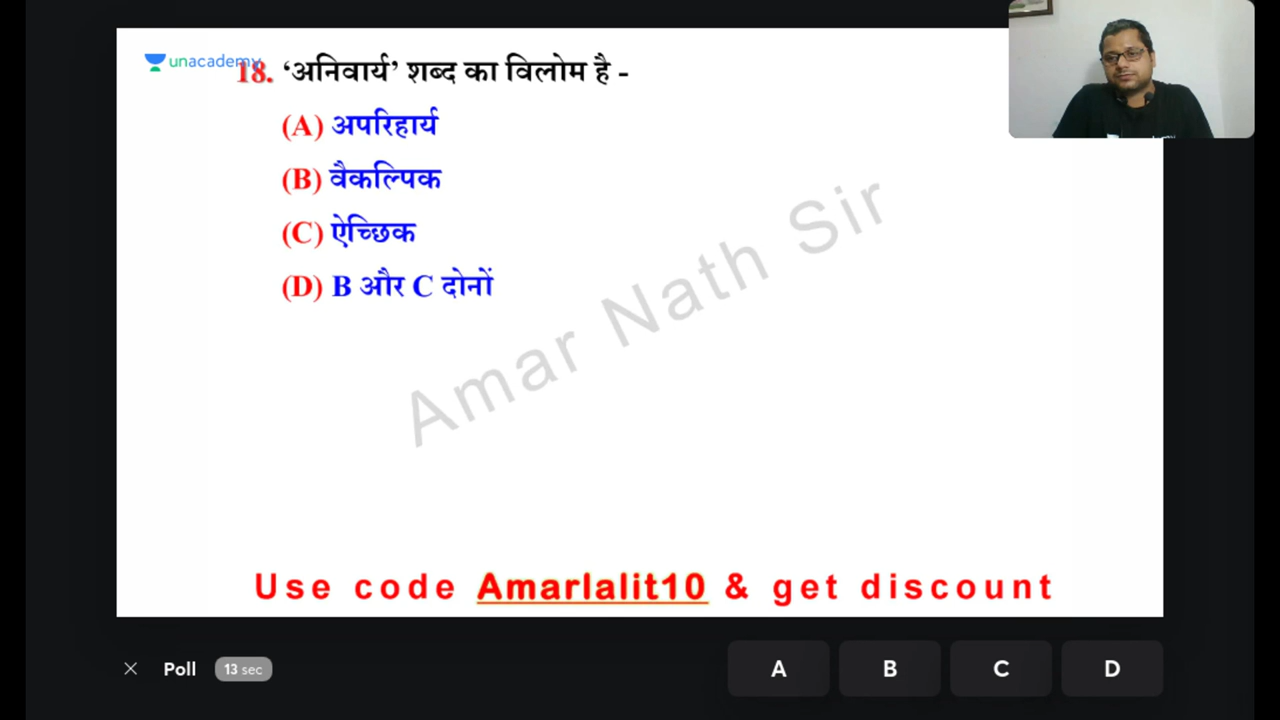 unacademy
18. ‘अनिवार्य’ शब्द का विलोम है -
(A) अपरिहार्य
(B) वैकल्पिक
(C) ऐच्छिक
(D) B और C दोनों
Amar Nath Sir
Use code Amarlalit10 & get discount
× Poll 13 sec A B C D